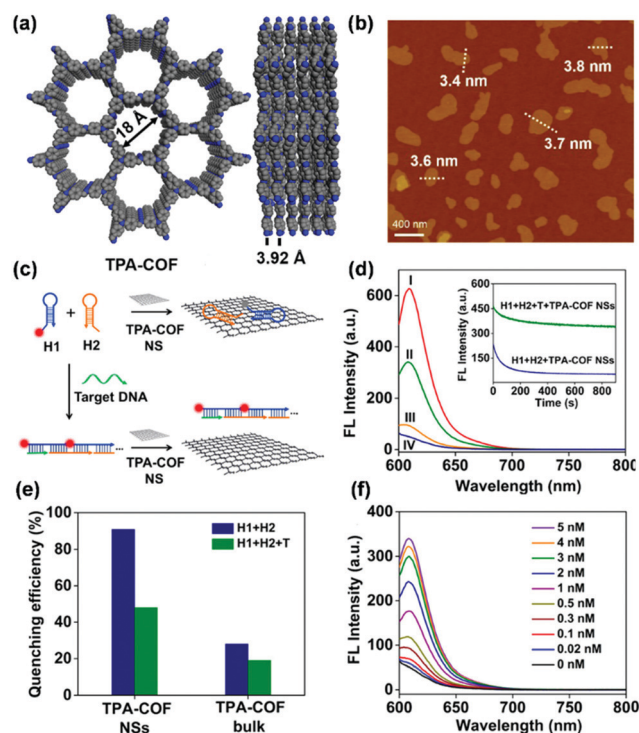 (a)
18 Å
TPA-COF
3.92 Å
(b)
3.4 nm
3.8 nm
3.7 nm
3.6 nm
400 nm
(c)
H1
+
H2
TPA-COF
NS
Target DNA
...
TPA-COF
NS
...
(d)
FL Intensity (a.u.)
600
400
200
0
I
II
III
IV
600 650 700 750 800
Wavelength (nm)
FL Intensity (a.u.)
600
450
300
150
0
H1+H2+T+TPA-COF NSs
H1+H2+TPA-COF NSs
0 300 600 900
Time (s)
(e)
Quenching efficiency (%)
100
80
60
40
20
0
H1+H2
H1+H2+T
TPA-COF TPA-COF
NSs bulk
(f)
FL Intensity (a.u.)
400
300
200
100
0
5 nM
4 nM
3 nM
2 nM
1 nM
0.5 nM
0.3 nM
0.1 nM
0.02 nM
0 nM
600 650 700 750 800
Wavelength (nm)